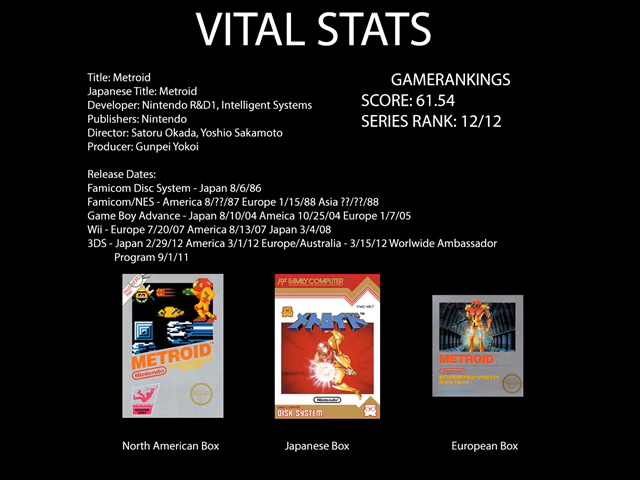 VITAL STATS
Title: Metroid
Japanese Title: Metroid
Developer: Nintendo R&D1, Intelligent Systems
Publishers: Nintendo
Director: Satoru Okada, Yoshio Sakamoto
Producer: Gunpei Yokoi
GAMERANKINGS
SCORE: 61.54
SERIES RANK: 12/12
Release Dates:
Famicom Disc System - Japan 8/6/86
Famicom/NES - America 8/??/87 Europe 1/15/88 Asia ??/??/88
Game Boy Advance - Japan 8/10/04 Ameica 10/25/04 Europe 1/7/05
Wii - Europe 7/20/07 America 8/13/07 Japan 3/4/08
3DS - Japan 2/29/12 America 3/1/12 Europe/Australia - 3/15/12 Worlwide Ambassador
Program 9/1/11
METROID
Nintendo
FAMILY COMPUTER
メトロイド
Nintendo
DISK SYSTEM
METROID
North American Box
Japanese Box
European Box